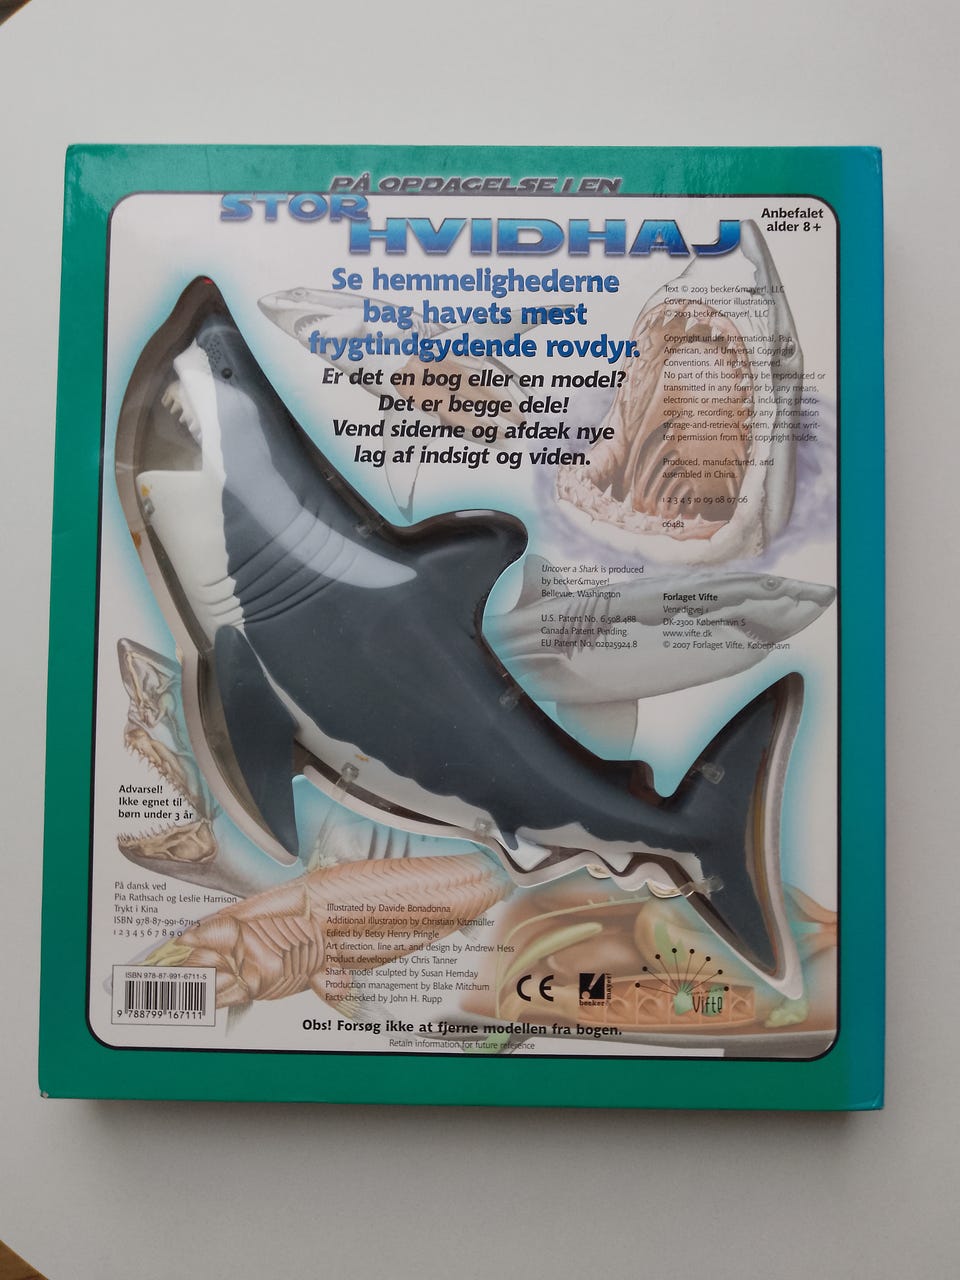 PÅ OPDAGELSE I EN
STOR
HVIDHAJ
Anbefalet
alder 8+
Se hemmelighederne
bag havets mest
frygtindgydende rovdyr.
Er det en bog eller en model?
Det er begge dele!
Vend siderne og afdæk nye
lag af indsigt og viden.
Text © 2003 becker&mayer!, LLC
Cover and interior illustrations
© 2003 becker&mayer!, LLC
Copyright under International, Pan
American, and Universal Copyright
Conventions. All rights reserved.
No part of this book may be reproduced or
transmitted in any form or by any means,
electronic or mechanical, including photo-
copying, recording, or by any information
storage-and-retrieval system, without writ-
ten permission from the copyright holder.
Produced, manufactured, and
assembled in China.
1 2 3 4 5 10 09 08 07 06
06482
Uncover a Shark is produced
by becker&mayer!
Bellevue, Washington
U.S. Patent No. 6,508,488
Canada Patent Pending
EU Patent No. 02025924.8
Forlaget Vifte
Venedigvej 1
DK-2300 København S
www.vifte.dk
© 2007 Forlaget Vifte, København
Advarsel!
Ikke egnet til
børn under 3 år
På dansk ved
Pia Rathsach og Leslie Harrison
Trykt i Kina
ISBN 978-87-991-6711-5
1 2 3 4 5 6 7 8 9 0
Illustrated by Davide Bonadonna
Additional illustration by Christian Kitzmüller
Edited by Betsy Henry Pringle
Art direction, line art, and design by Andrew Hess
Product developed by Chris Tanner
Shark model sculpted by Susan Hemday
Production management by Blake Mitchum
Facts checked by John H. Rupp
ISBN 978-87-991-6711-5
9 788799 167111
CE
becker&mayer!
Vifte
Obs! Forsøg ikke at fjerne modellen fra bogen.
Retain information for future reference